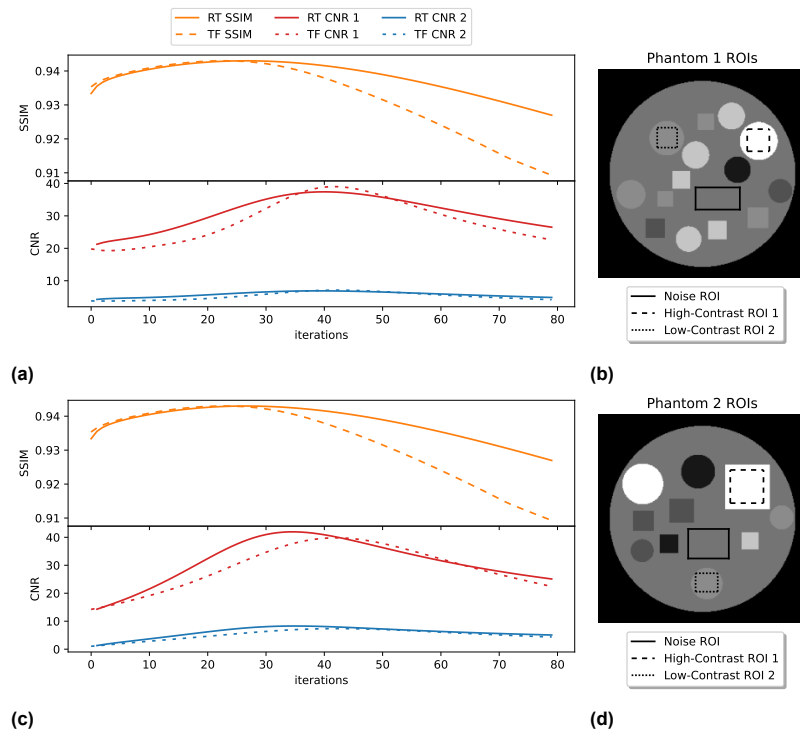 RT SSIM RT CNR 1 RT CNR 2
TF SSIM TF CNR 1 TF CNR 2
0.94
0.93
0.92
0.91
SSIM
40
30
20
10
CNR
0 10 20 30 40 50 60 70 80
iterations
(a)
Phantom 1 ROIs
Noise ROI
High-Contrast ROI 1
Low-Contrast ROI 2
(b)
0.94
0.93
0.92
0.91
SSIM
40
30
20
10
0
CNR
0 10 20 30 40 50 60 70 80
iterations
(c)
Phantom 2 ROIs
Noise ROI
High-Contrast ROI 1
Low-Contrast ROI 2
(d)